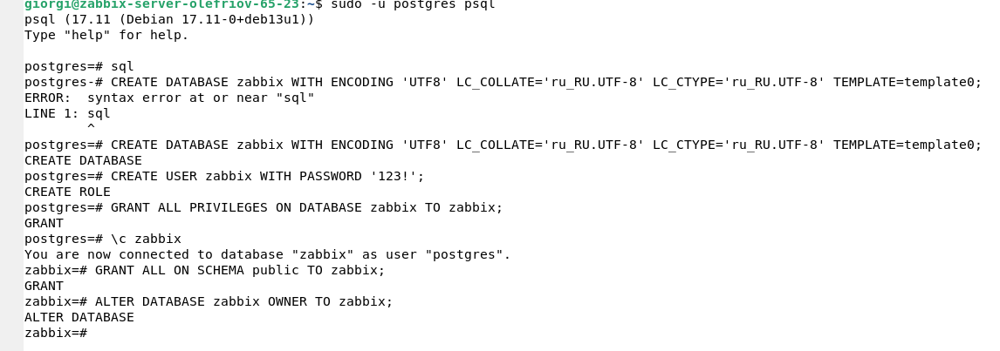 giorgi@zabbix-server-olefriov-65-23:~$ sudo -u postgres psql
psql (17.11 (Debian 17.11-0+deb13u1))
Type "help" for help.
postgres=# sql
postgres-# CREATE DATABASE zabbix WITH ENCODING 'UTF8' LC_COLLATE='ru_RU.UTF-8' LC_CTYPE='ru_RU.UTF-8' TEMPLATE=template0;
ERROR:  syntax error at or near "sql"
LINE 1: sql
        ^
postgres=# CREATE DATABASE zabbix WITH ENCODING 'UTF8' LC_COLLATE='ru_RU.UTF-8' LC_CTYPE='ru_RU.UTF-8' TEMPLATE=template0;
CREATE DATABASE
postgres=# CREATE USER zabbix WITH PASSWORD '123!';
CREATE ROLE
postgres=# GRANT ALL PRIVILEGES ON DATABASE zabbix TO zabbix;
GRANT
postgres=# \c zabbix
You are now connected to database "zabbix" as user "postgres".
zabbix=# GRANT ALL ON SCHEMA public TO zabbix;
GRANT
zabbix=# ALTER DATABASE zabbix OWNER TO zabbix;
ALTER DATABASE
zabbix=#